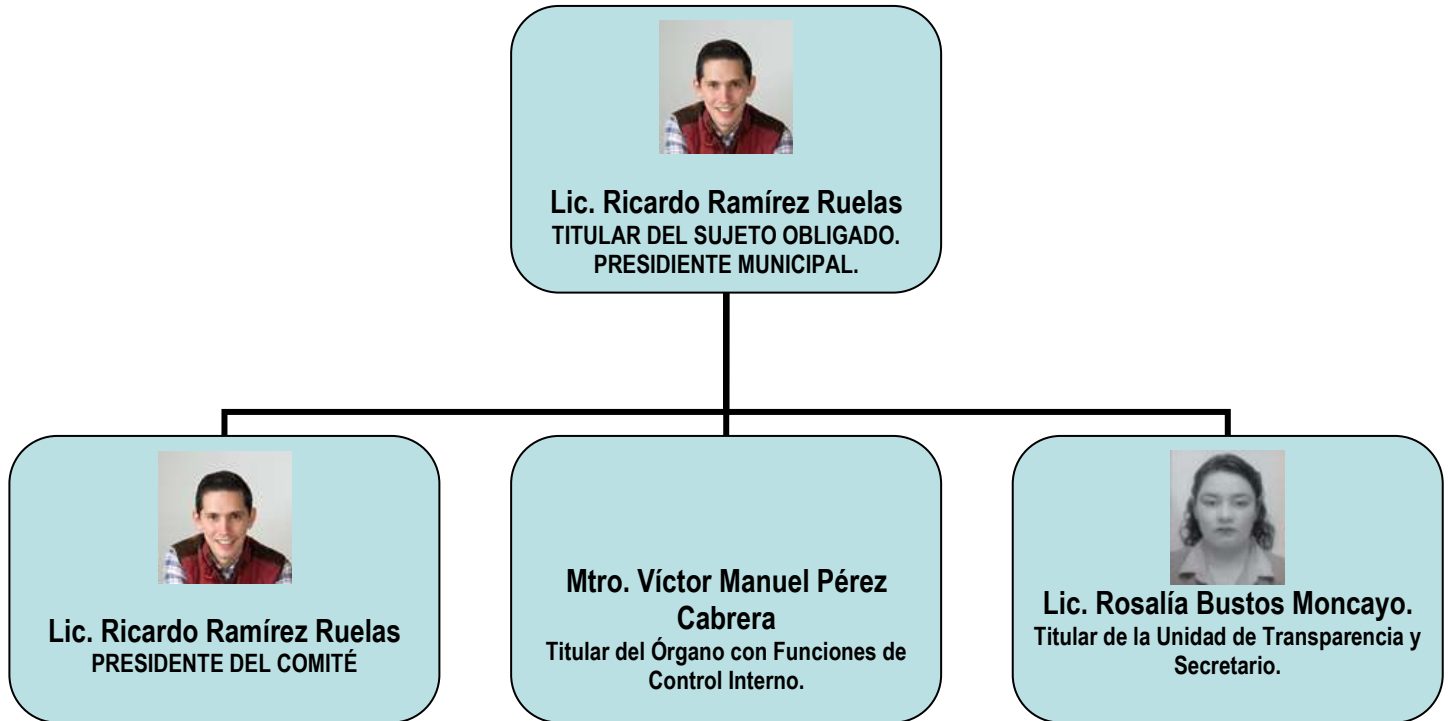 Lic. Ricardo Ramírez Ruelas
TITULAR DEL SUJETO OBLIGADO.
PRESIDIENTE MUNICIPAL.
Lic. Ricardo Ramírez Ruelas
PRESIDENTE DEL COMITÉ
Mtro. Víctor Manuel Pérez
Cabrera
Titular del Órgano con Funciones de
Control Interno.
Lic. Rosalía Bustos Moncayo.
Titular de la Unidad de Transparencia y
Secretario.